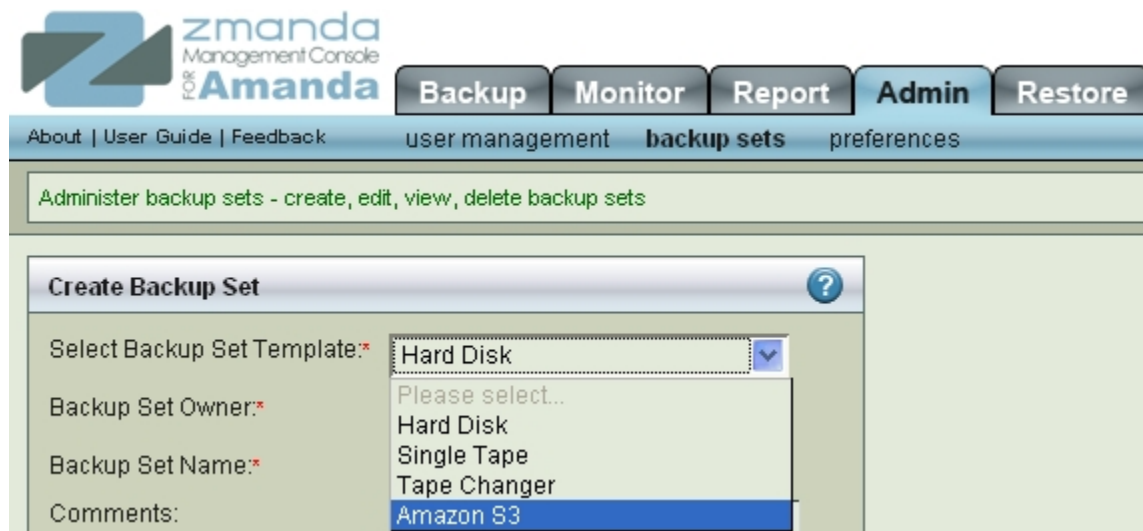 zmanda
Management Console
FOR Amanda
Backup Monitor Report Admin Restore
About | User Guide | Feedback user management backup sets preferences
Administer backup sets - create, edit, view, delete backup sets
Create Backup Set ?
Select Backup Set Template:* Hard Disk
Please select...
Backup Set Owner:*
Hard Disk
Single Tape
Backup Set Name:*
Tape Changer
Comments: Amazon S3